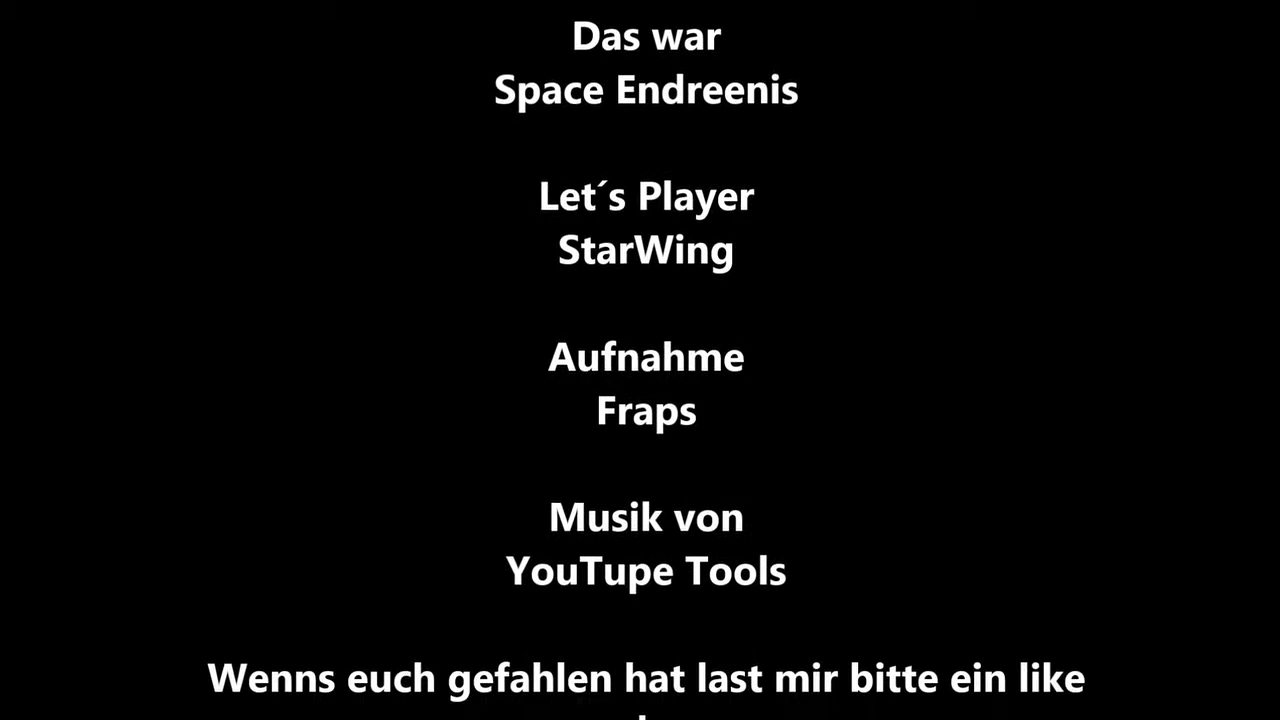 Das war
Space Endreenis
Let´s Player
StarWing
Aufnahme
Fraps
Musik von
YouTupe Tools
Wenns euch gefahlen hat last mir bitte ein like